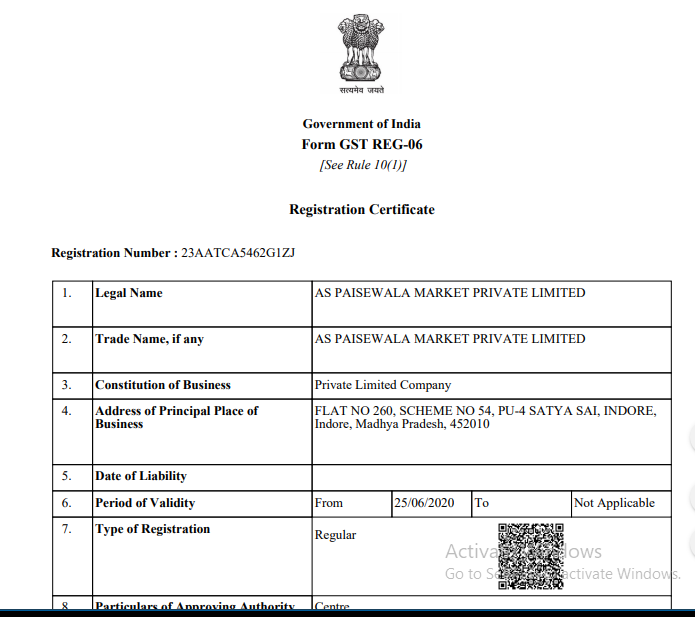 सत्यमेव जयते
Government of India
Form GST REG-06
[See Rule 10(1)]
Registration Certificate
Registration Number : 23AATCA5462G1ZJ
1. Legal Name AS PAISEWALA MARKET PRIVATE LIMITED
2. Trade Name, if any AS PAISEWALA MARKET PRIVATE LIMITED
3. Constitution of Business Private Limited Company
4. Address of Principal Place of FLAT NO 260, SCHEME NO 54, PU-4 SATYA SAI, INDORE,
Business Indore, Madhya Pradesh, 452010
5. Date of Liability
6. Period of Validity From 25/06/2020 To Not Applicable
7. Type of Registration Regular
Go to activate Windows.
8. Particulars of Approving Authority Centre